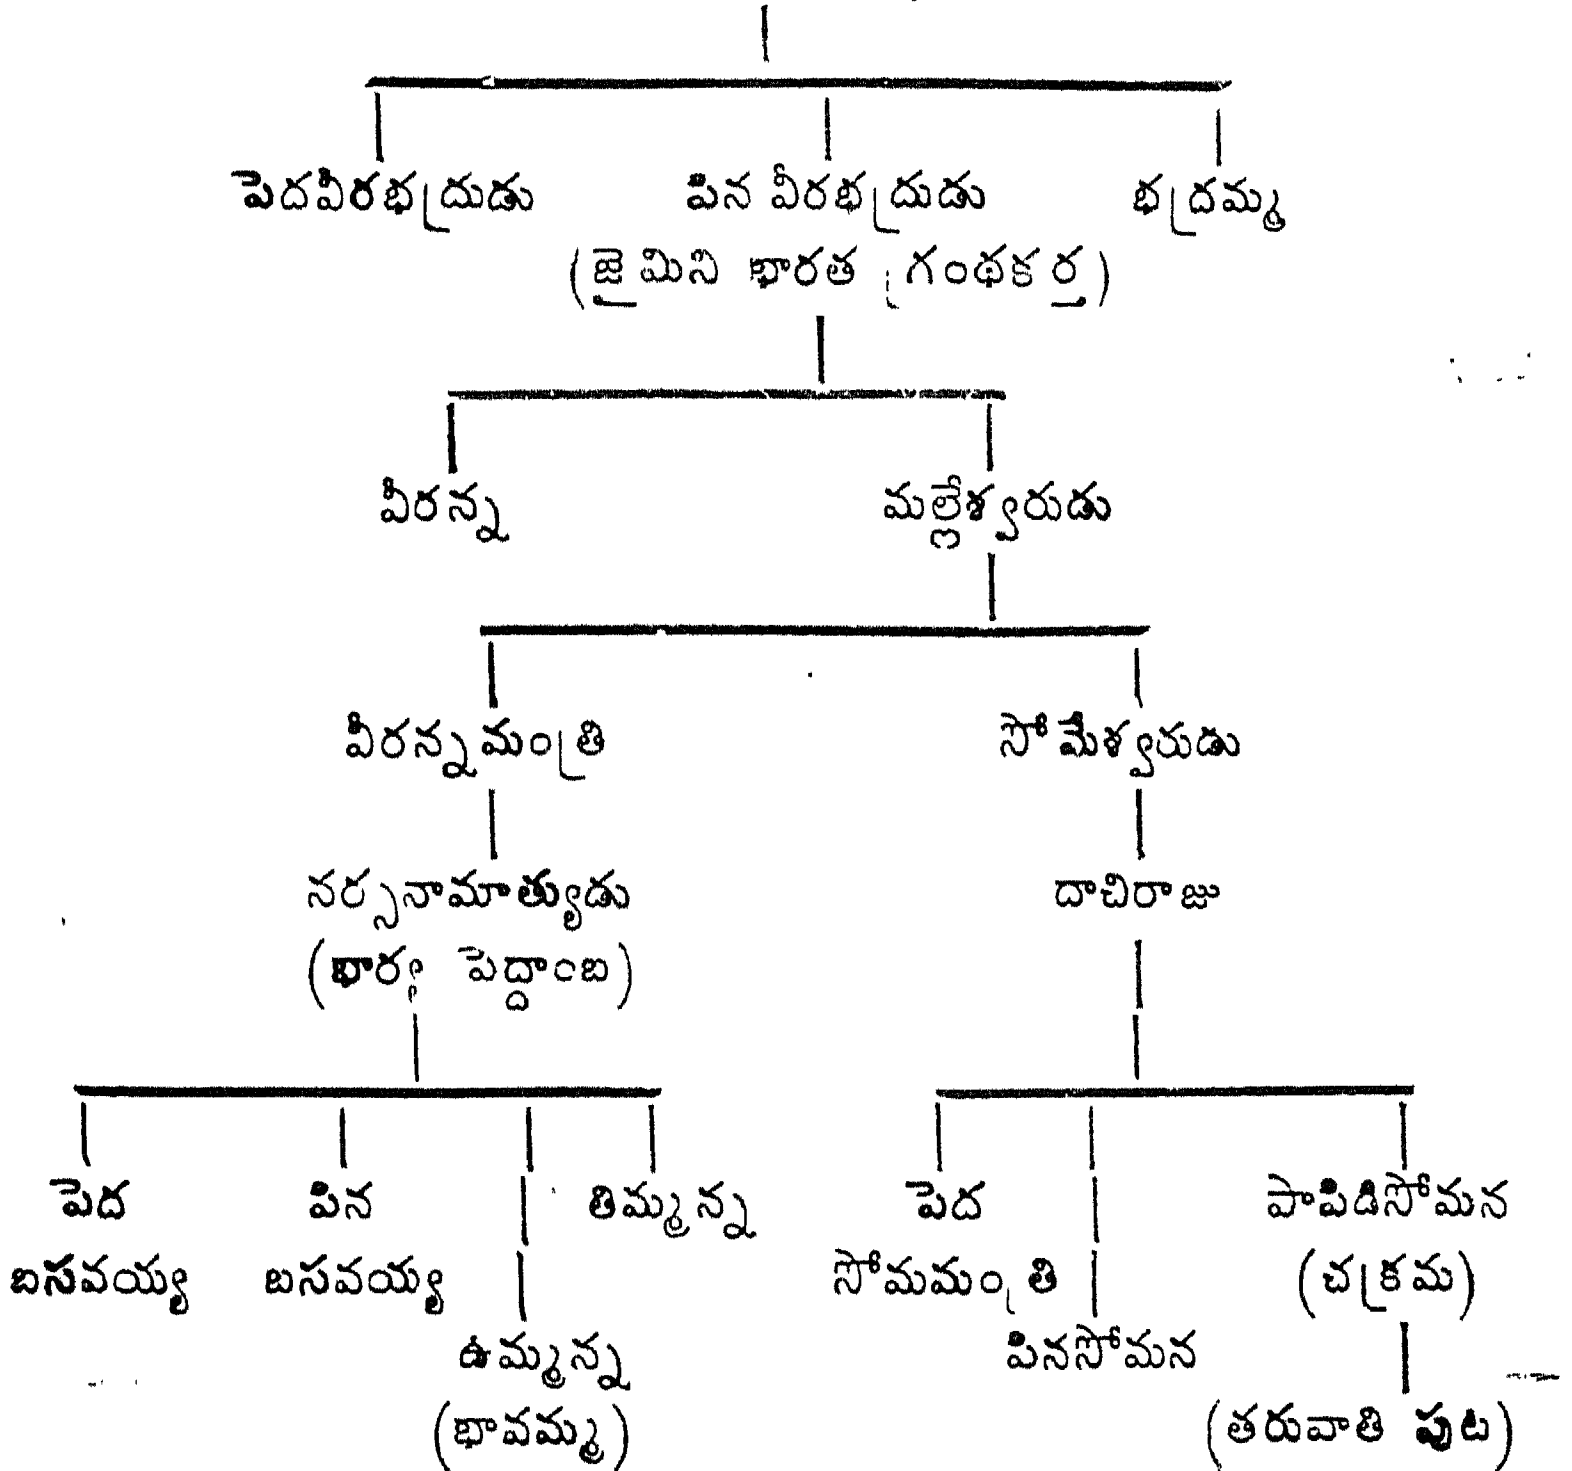 పెదవీరభద్రుడు పిన వీరభద్రుడు భద్రమ్మ
(జైమిని భారత గ్రంథకర్త)
వీరన్న మల్లేశ్వరుడు
వీరన్నమంత్రి సోమేశ్వరుడు
నర్సనామాత్యుడు దాచిరాజు
(భార్య పెద్దాంబ)
పెద పిన తిమ్మన్న పెద పాపిడిసోమన
బసవయ్య బసవయ్య సోమమంత్రి (చక్రమ)
ఉమ్మన్న పినసోమన
(భావమ్మ) (తరువాతి పుట)